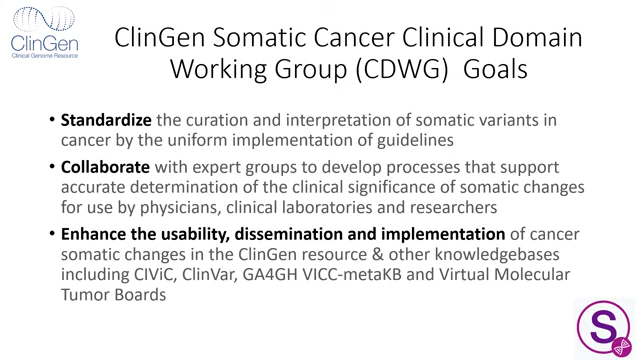 ClinGen
Clinical Genome Resource
ClinGen Somatic Cancer Clinical Domain
Working Group (CDWG)  Goals
• Standardize the curation and interpretation of somatic variants in
cancer by the uniform implementation of guidelines
• Collaborate with expert groups to develop processes that support
accurate determination of the clinical significance of somatic changes
for use by physicians, clinical laboratories and researchers
• Enhance the usability, dissemination and implementation of cancer
somatic changes in the ClinGen resource & other knowledgebases
including CIViC, ClinVar, GA4GH VICC-metaKB and Virtual Molecular
Tumor Boards
S